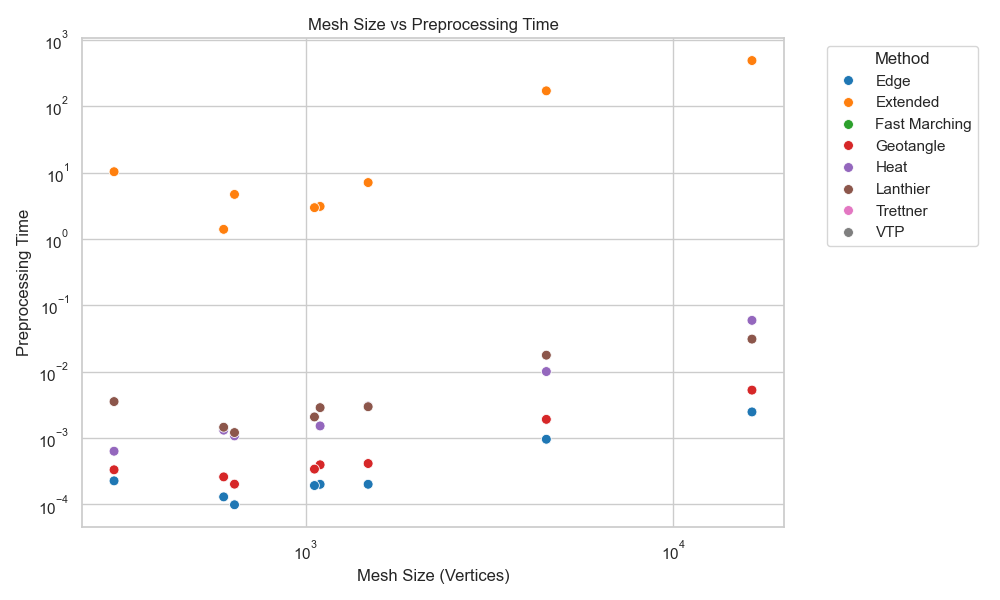 Mesh Size vs Preprocessing Time
Preprocessing Time
10³
10²
10¹
10⁰
10⁻¹
10⁻²
10⁻³
10⁻⁴
10³
10⁴
Mesh Size (Vertices)
Method
Edge
Extended
Fast Marching
Geotangle
Heat
Lanthier
Trettner
VTP